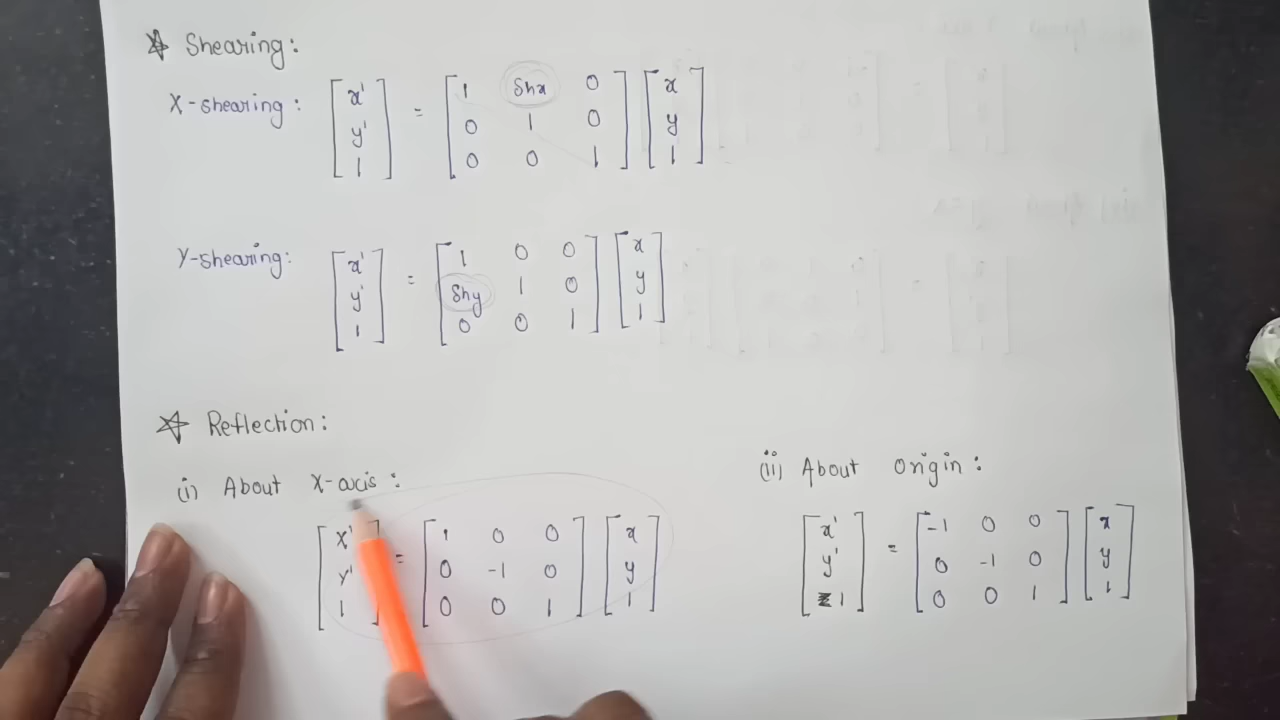 ☆ Shearing:
X-shearing: [x' y' 1] = [1 Shx 0 0 1 0 0 0 1] [x y 1]
Y-shearing: [x' y' 1] = [1 0 0 Shy 1 0 0 0 1] [x y 1]
☆ Reflection:
(i) About X-axis:
[X' Y' 1] = [1 0 0 0 -1 0 0 0 1] [x y 1]
(ii) About Origin:
[x' y' 1] = [-1 0 0 0 -1 0 0 0 1] [x y 1]